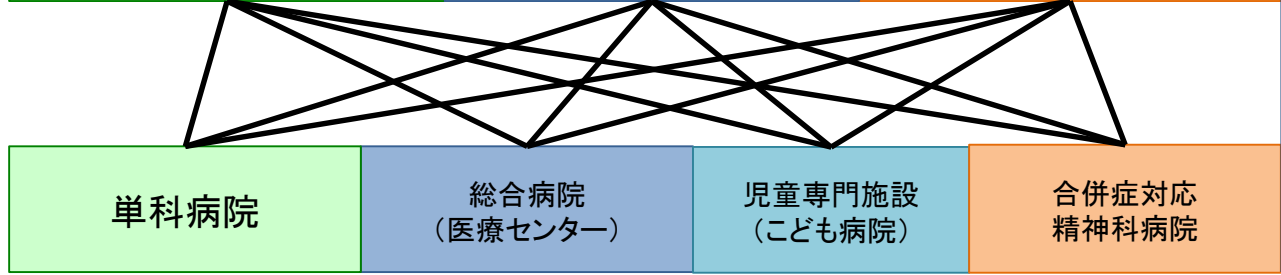 単科病院
総合病院
（医療センター）
児童専門施設
（こども病院）
合併症対応
精神科病院